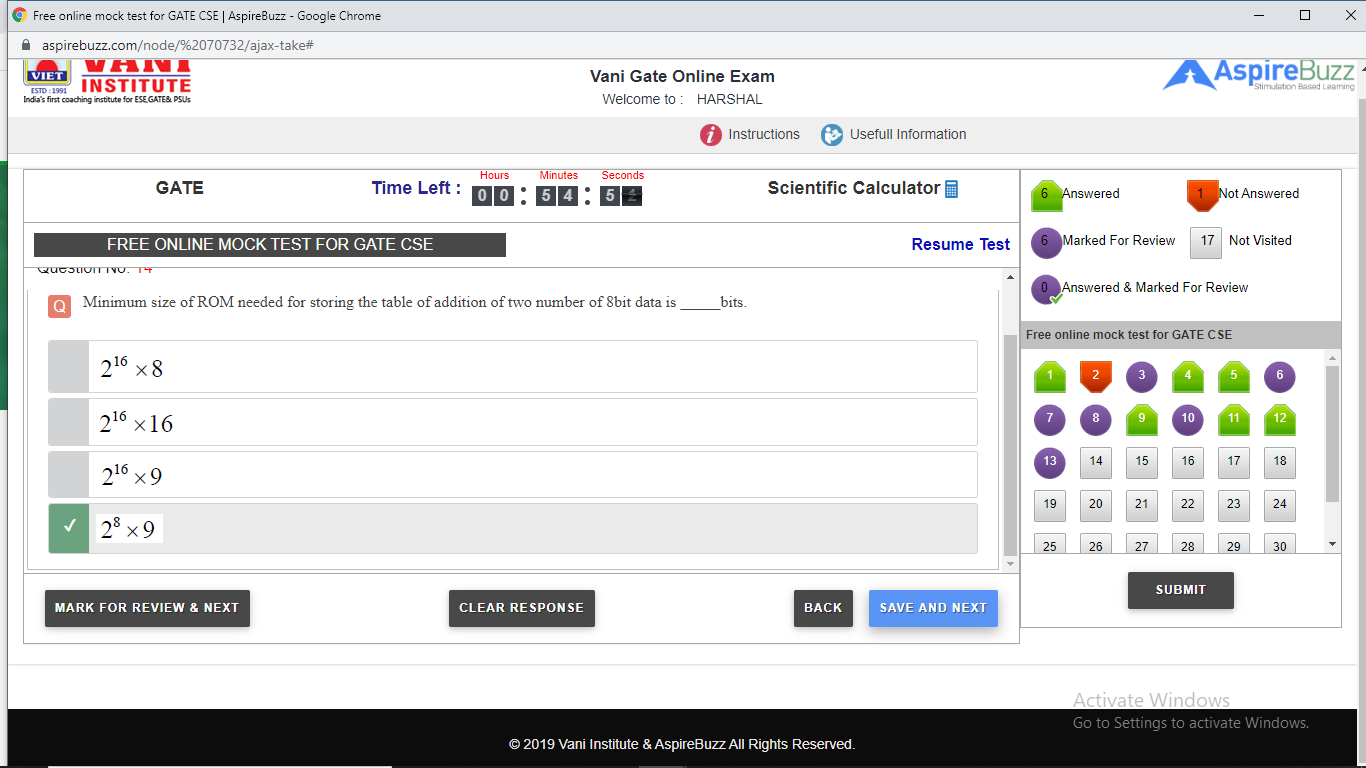 Free online mock test for GATE CSE | AspireBuzz - Google Chrome
aspirebuzz.com/node/%2070732/ajax-take#
VIET
ESTD : 1991
VANI
INSTITUTE
India's first coaching institute for ESE,GATE& PSUs
Vani Gate Online Exam
Welcome to : HARSHAL
AspireBuzz
Stimulation Based Learning
Instructions
Usefull Information
GATE
Time Left :
Hours Minutes Seconds
0 0 : 5 4 : 5
Scientific Calculator
FREE ONLINE MOCK TEST FOR GATE CSE
Resume Test
Question No. 14
Q Minimum size of ROM needed for storing the table of addition of two number of 8bit data is _____bits.
2^16 × 8
2^16 × 16
2^16 × 9
2^8 × 9
MARK FOR REVIEW & NEXT
CLEAR RESPONSE
BACK
SAVE AND NEXT
6 Answered
1 Not Answered
6 Marked For Review
17 Not Visited
0 Answered & Marked For Review
Free online mock test for GATE CSE
1 2 3 4 5 6
7 8 9 10 11 12
13 14 15 16 17 18
19 20 21 22 23 24
25 26 27 28 29 30
SUBMIT
Activate Windows
Go to Settings to activate Windows.
© 2019 Vani Institute & AspireBuzz All Rights Reserved.